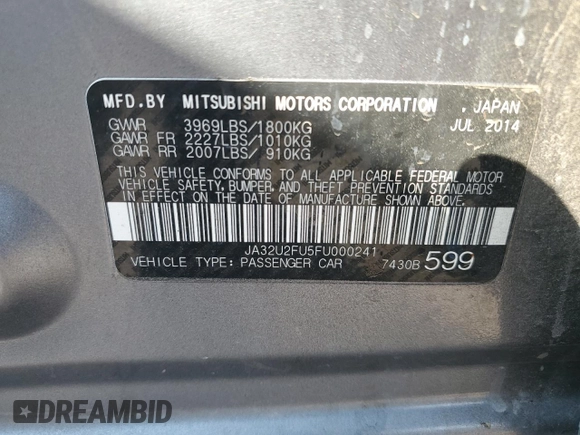 MFD.BY MITSUBISHI MOTORS CORPORATION , JAPAN
GVWR 3969LBS/1800KG JUL 2014
GAWR FR 2227LBS/1010KG
GAWR RR 2007LBS/ 910KG
THIS VEHICLE CONFORMS TO ALL APPLICABLE FEDERAL MOTOR
VEHICLE SAFETY, BUMPER, AND THEFT PREVENTION STANDARDS
IN EFFECT ON THE DATE OF MANUFACTURE SHOWN ABOVE.
JA32U2FU5FU000241
VEHICLE TYPE: PASSENGER CAR 7430B 599
DREAMBID